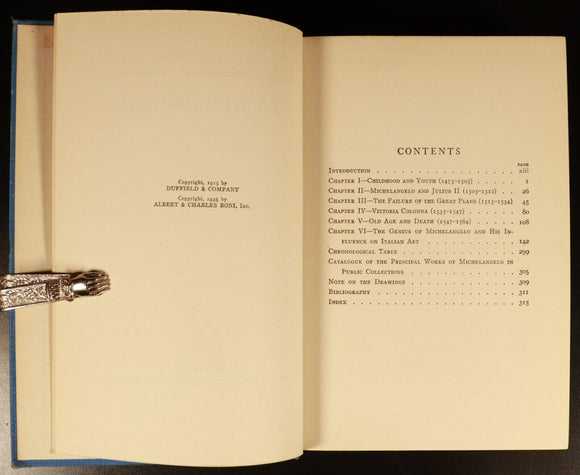 Copyright, 1915 by
DUFFIELD & COMPANY
Copyright, 1935 by
ALBERT & CHARLES BONI, Inc.
CONTENTS
PAGE
Introduction . . . . . . . . . . . . . . xiii
Chapter I—Childhood and Youth (1475-1505) . . . . 1
Chapter II—Michelangelo and Julius II (1505-1512) . . 26
Chapter III—The Failure of the Great Plans (1513-1534) 45
Chapter IV—Vittoria Colonna (1535-1547) . . . . . 80
Chapter V—Old Age and Death (1547-1564) . . . . . 108
Chapter VI—The Genius of Michelangelo and His In-
fluence on Italian Art . . . . . . . . . . 142
Chronological Table . . . . . . . . . . . . 299
Catalogue of the Principal Works of Michelangelo in
Public Collections . . . . . . . . . . . 305
Note on the Drawings . . . . . . . . . . . 309
Bibliography . . . . . . . . . . . . . . 311
Index . . . . . . . . . . . . . . . . 315